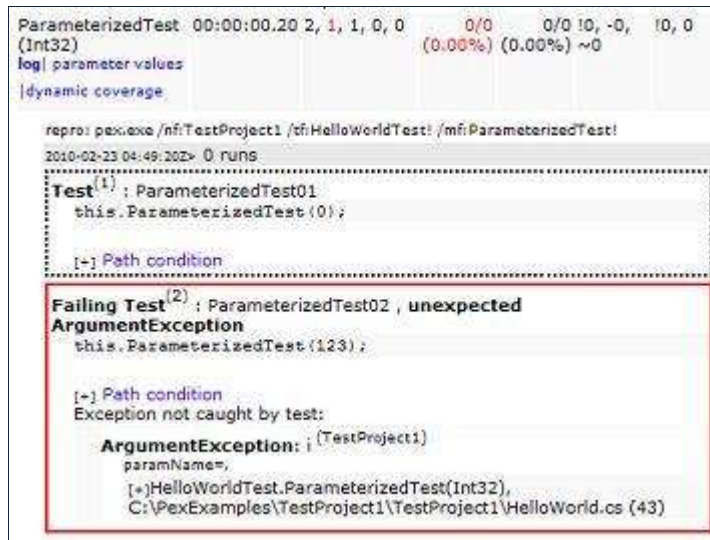 ParameterizedTest 00:00:00.20 2, 1, 1, 0, 0 0/0 0/0 !0, -0, !0, 0
(Int32) (0.00%) (0.00%) ~0
log| parameter values
|dynamic coverage
repro: pex.exe /nf:TestProject1 /tf:HelloWorldTest! /mf:ParameterizedTest!
2010-02-23 04:49:20Z> 0 runs
Test(1) : ParameterizedTest01
this.ParameterizedTest(0);
[+] Path condition
Failing Test(2) : ParameterizedTest02 , unexpected
ArgumentException
this.ParameterizedTest(123);
[+] Path condition
Exception not caught by test:
ArgumentException: i (TestProject1)
paramName=,
[+]HelloWorldTest.ParameterizedTest(Int32),
C:\PexExamples\TestProject1\TestProject1\HelloWorld.cs (43)